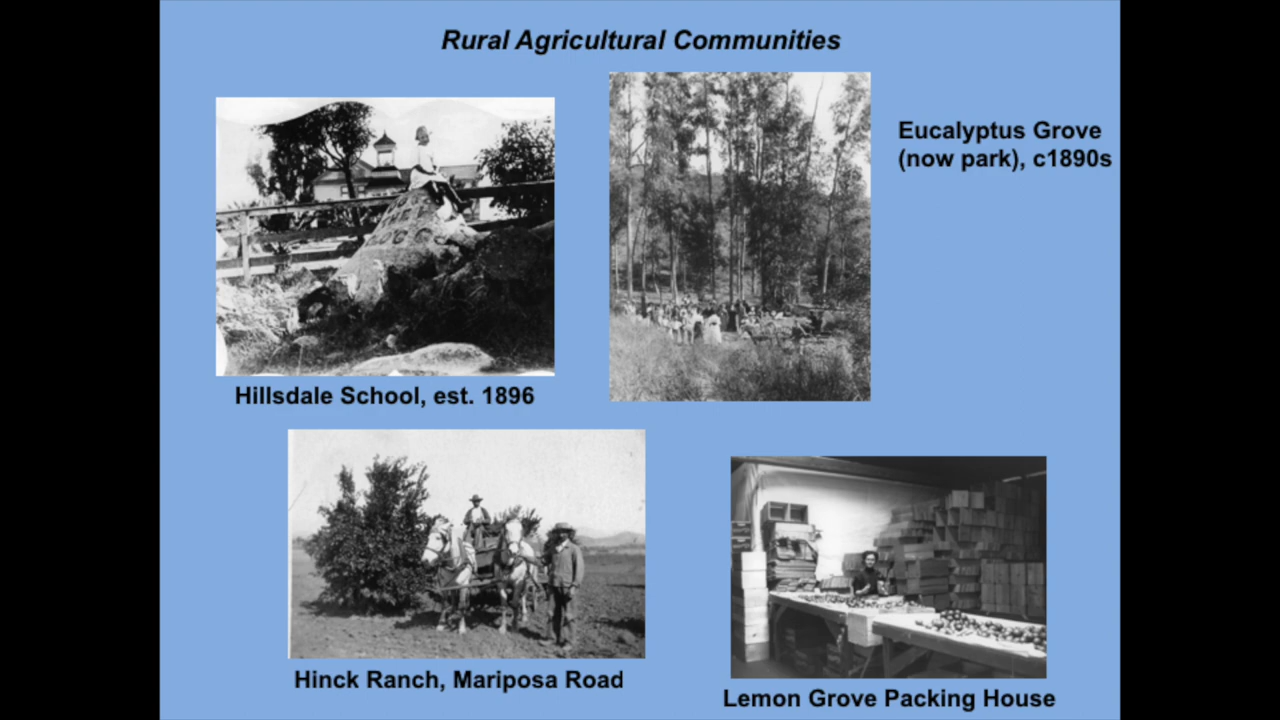 Rural Agricultural Communities
Eucalyptus Grove
(now park), c1890s
Hillsdale School, est. 1896
Hinck Ranch, Mariposa Road
Lemon Grove Packing House